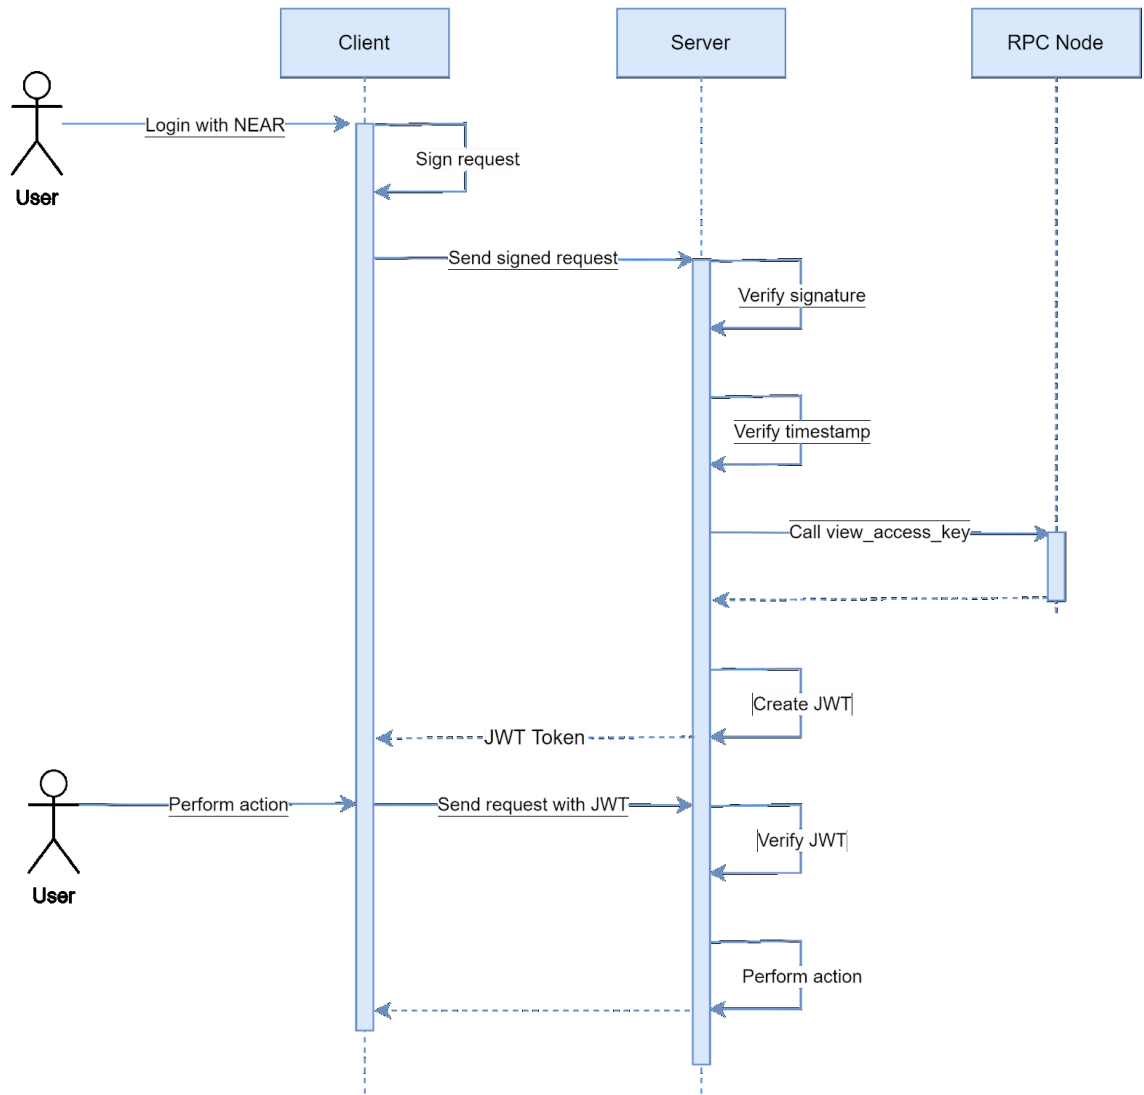 Client
Server
RPC Node
Login with NEAR
Sign request
User
Send signed request
Verify signature
Verify timestamp
Call view_access_key
Create JWT
JWT Token
Perform action
Send request with JWT
Verify JWT
User
Perform action